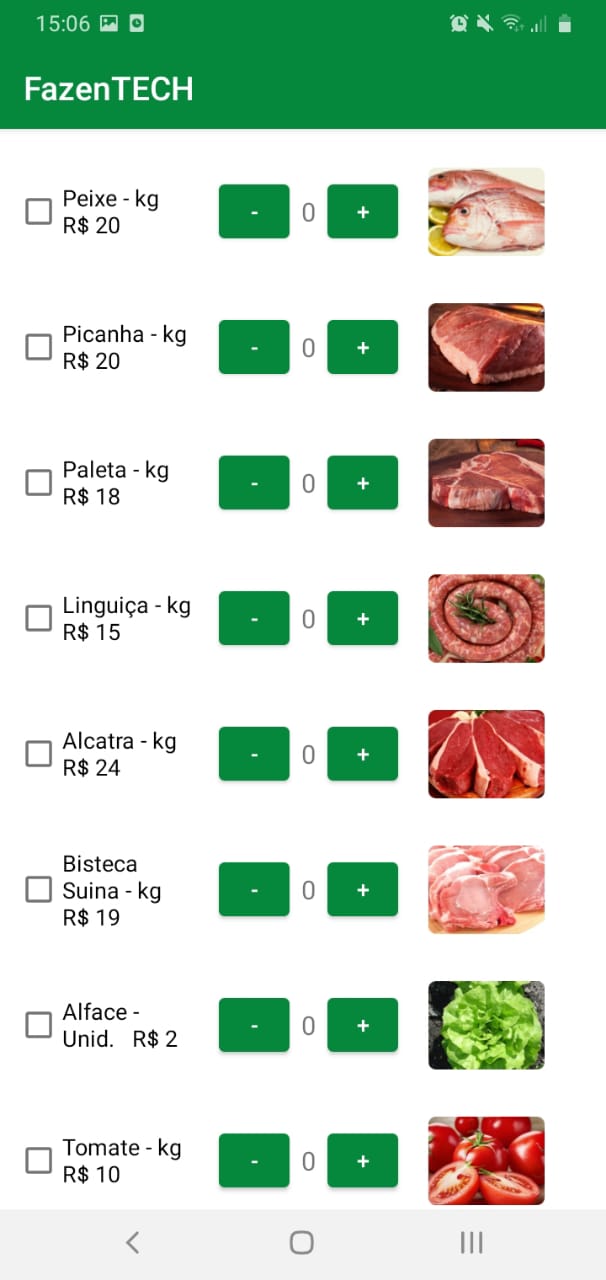 15:06
FazenTECH
Peixe - kg
R$ 20
- 0 +
Picanha - kg
R$ 20
- 0 +
Paleta - kg
R$ 18
- 0 +
Linguiça - kg
R$ 15
- 0 +
Alcatra - kg
R$ 24
- 0 +
Bisteca
Suina - kg
R$ 19
- 0 +
Alface -
Unid. R$ 2
- 0 +
Tomate - kg
R$ 10
- 0 +